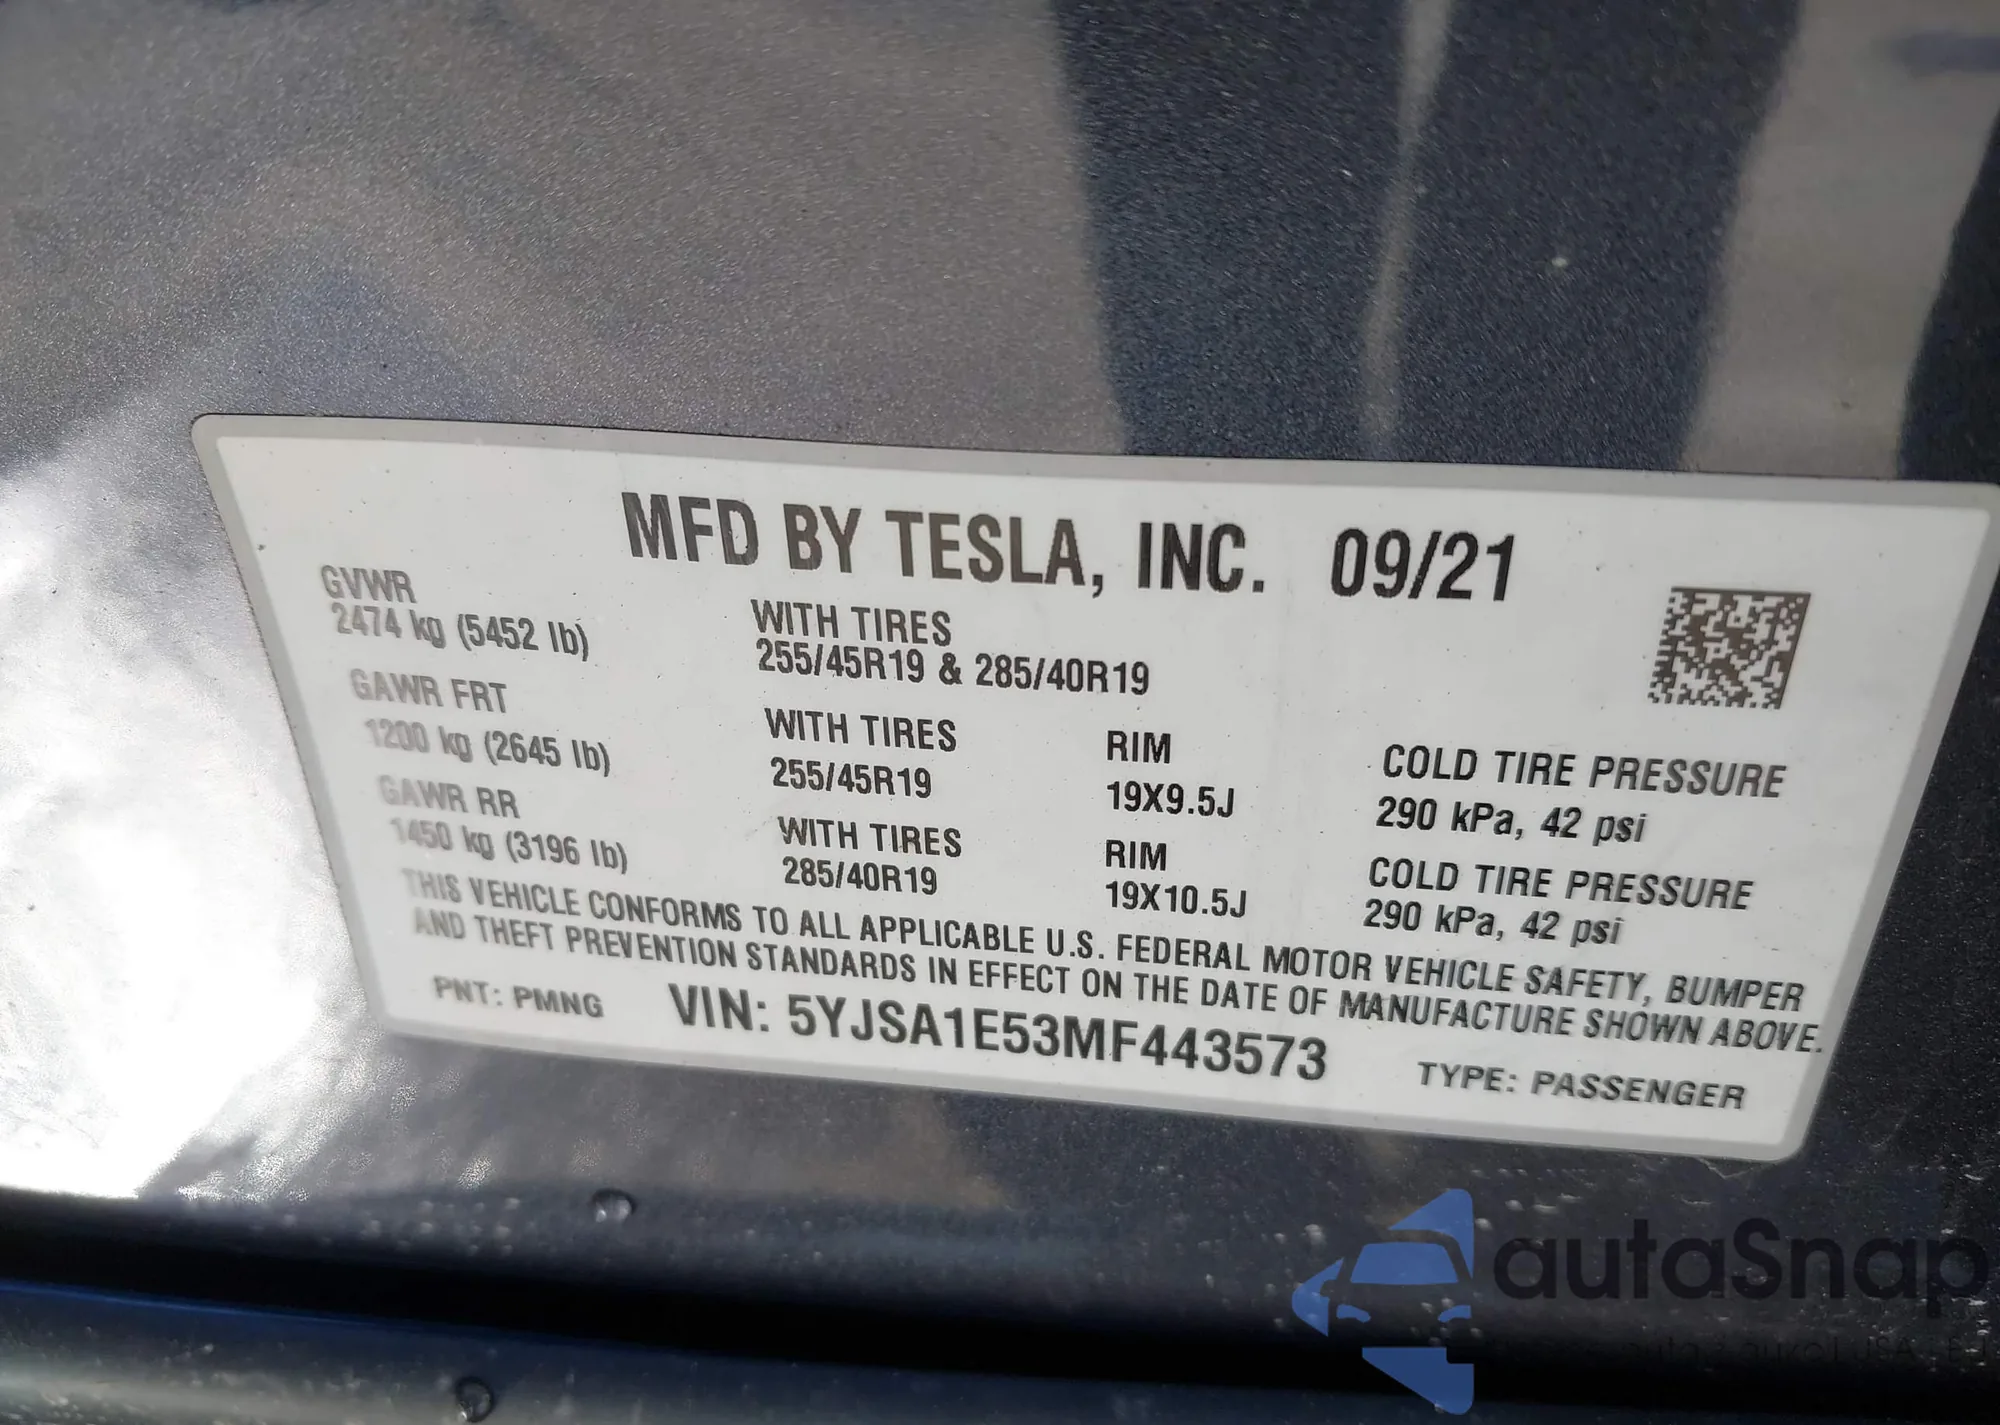 MFD BY TESLA, INC. 09/21
GVWR
2474 kg (5452 lb)
WITH TIRES
255/45R19 & 285/40R19
GAWR FRT
1200 kg (2645 lb)
WITH TIRES
255/45R19
RIM
19X9.5J
COLD TIRE PRESSURE
290 kPa, 42 psi
GAWR RR
1450 kg (3196 lb)
WITH TIRES
285/40R19
RIM
19X10.5J
COLD TIRE PRESSURE
290 kPa, 42 psi
THIS VEHICLE CONFORMS TO ALL APPLICABLE U.S. FEDERAL MOTOR VEHICLE SAFETY, BUMPER
AND THEFT PREVENTION STANDARDS IN EFFECT ON THE DATE OF MANUFACTURE SHOWN ABOVE.
PNT: PMNG
VIN: 5YJSA1E53MF443573
TYPE: PASSENGER
autaSnap